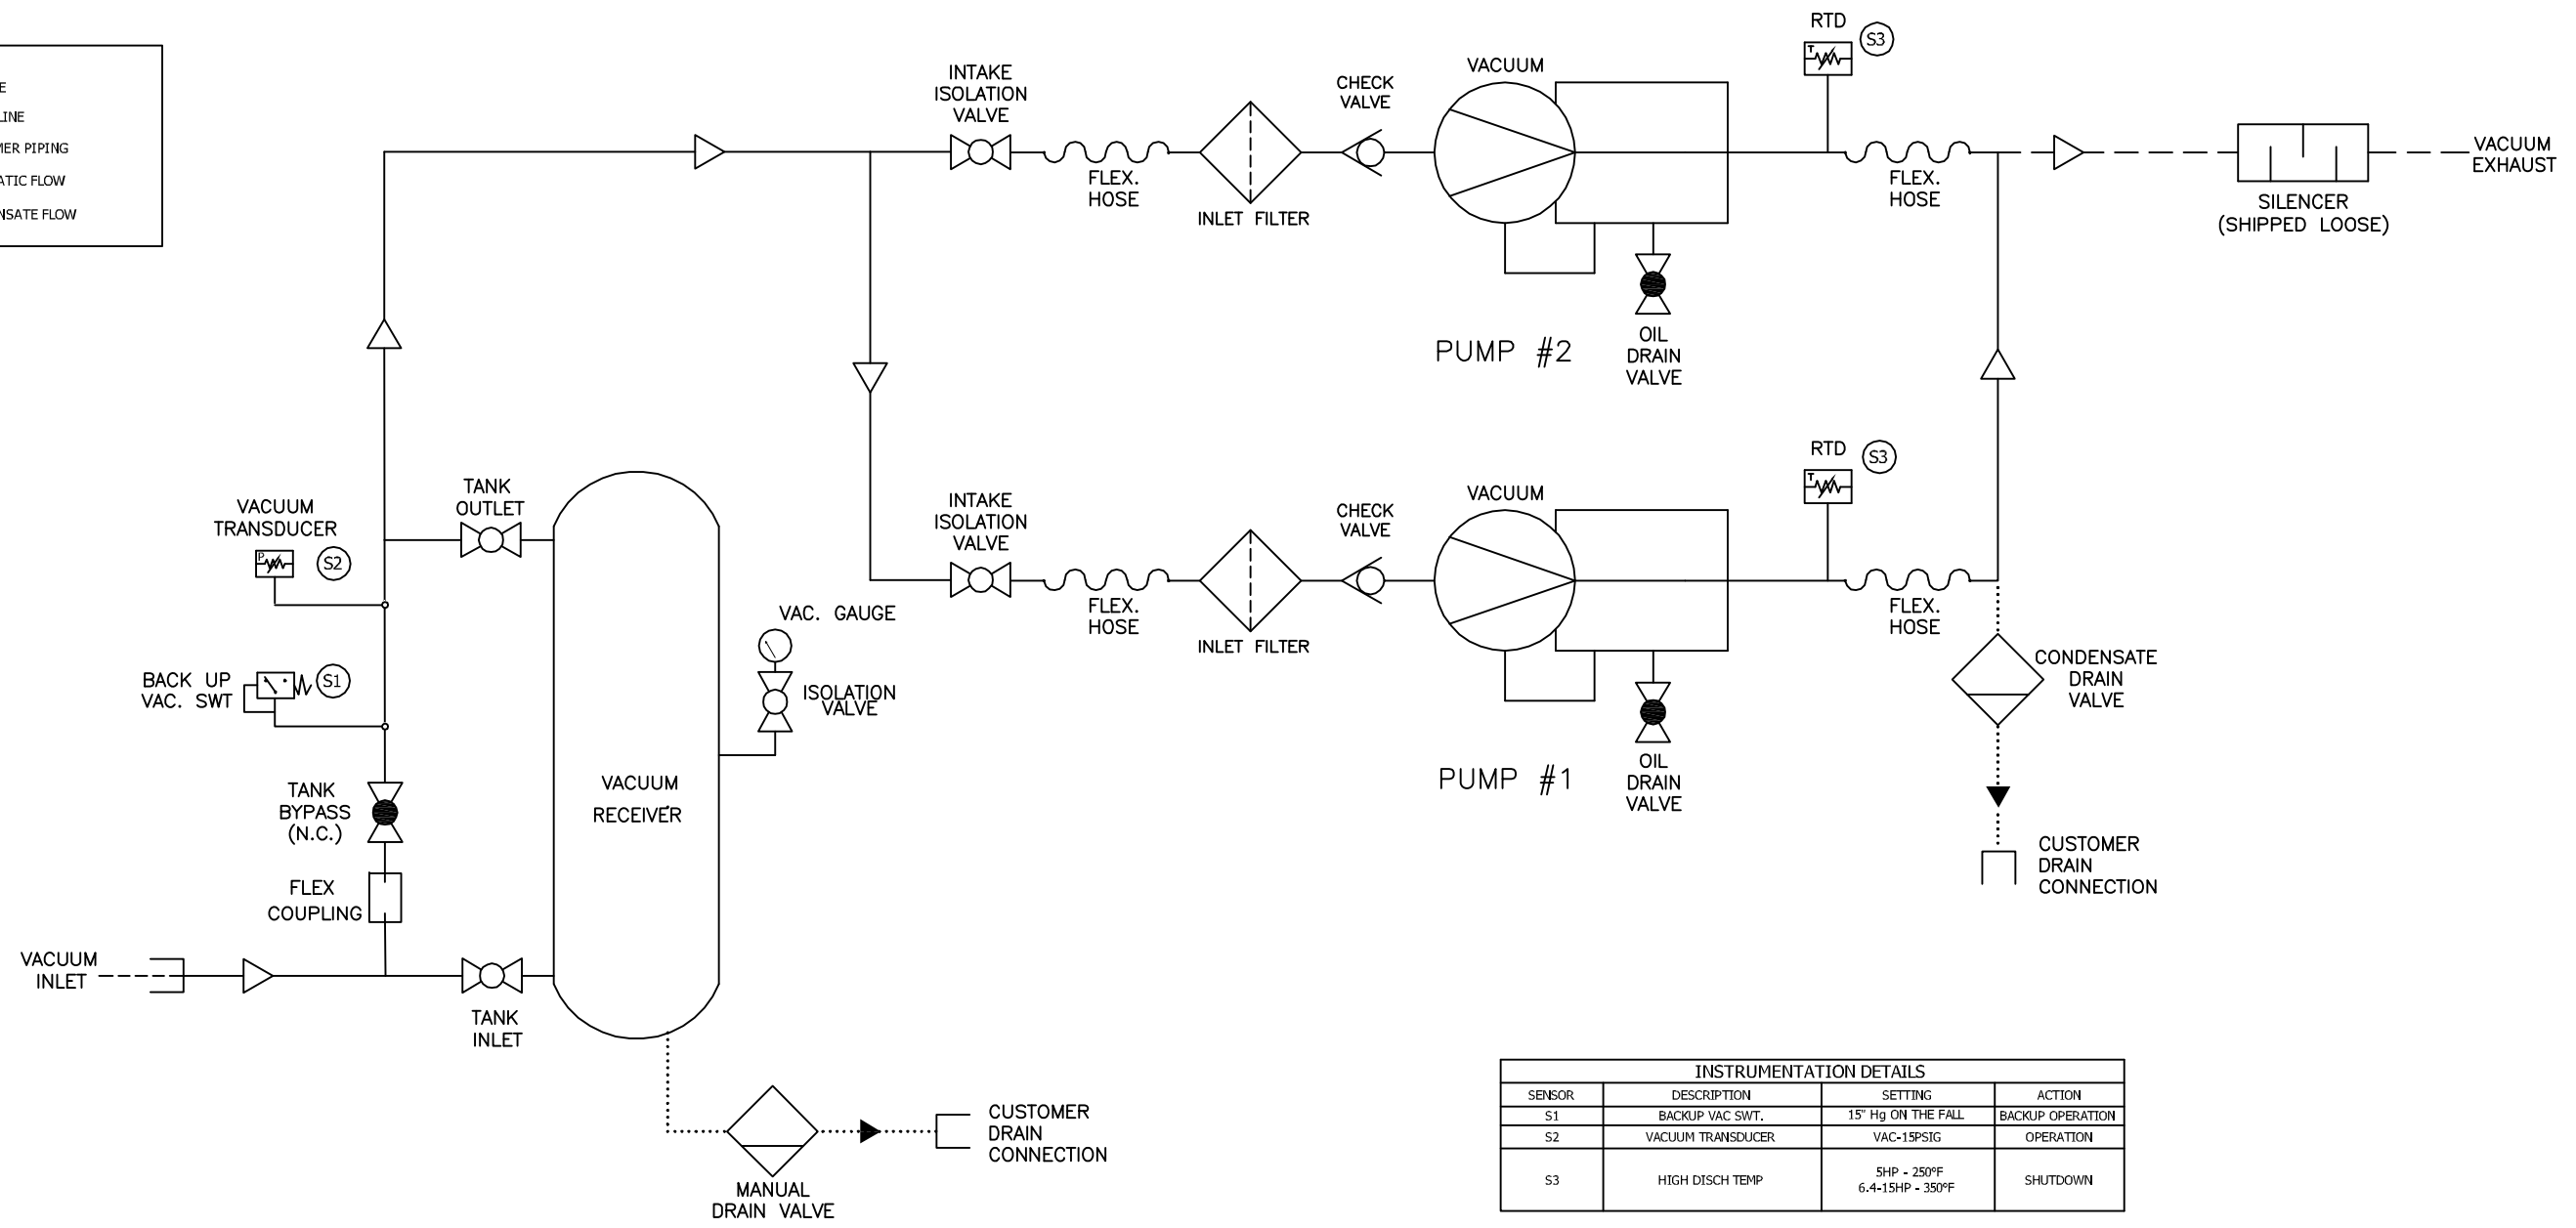 LINE
PIPING
FLOW
FLOW
INTAKE
ISOLATION
VALVE
FLEX.
HOSE
INLET FILTER
CHECK
VALVE
VACUUM
PUMP #2
OIL
DRAIN
VALVE
RTD
S3
T
FLEX.
HOSE
SILENCER
(SHIPPED LOOSE)
VACUUM
EXHAUST
VACUUM
TRANSDUCER
P
S2
TANK
OUTLET
BACK UP
VAC. SWT
S1
TANK
BYPASS
(N.C.)
FLEX
COUPLING
VACUUM
INLET
TANK
INLET
VACUUM
RECEIVER
VAC. GAUGE
ISOLATION
VALVE
INTAKE
ISOLATION
VALVE
FLEX.
HOSE
INLET FILTER
CHECK
VALVE
VACUUM
PUMP #1
OIL
DRAIN
VALVE
RTD
S3
T
FLEX.
HOSE
CONDENSATE
DRAIN
VALVE
CUSTOMER
DRAIN
CONNECTION
MANUAL
DRAIN VALVE
CUSTOMER
DRAIN
CONNECTION
INSTRUMENTATION DETAILS
SENSOR DESCRIPTION SETTING ACTION
S1 BACKUP VAC SWT. 15" Hg ON THE FALL BACKUP OPERATION
S2 VACUUM TRANSDUCER VAC-15PSIG OPERATION
S3 HIGH DISCH TEMP 5HP - 250°F SHUTDOWN
6.4-15HP - 350°F